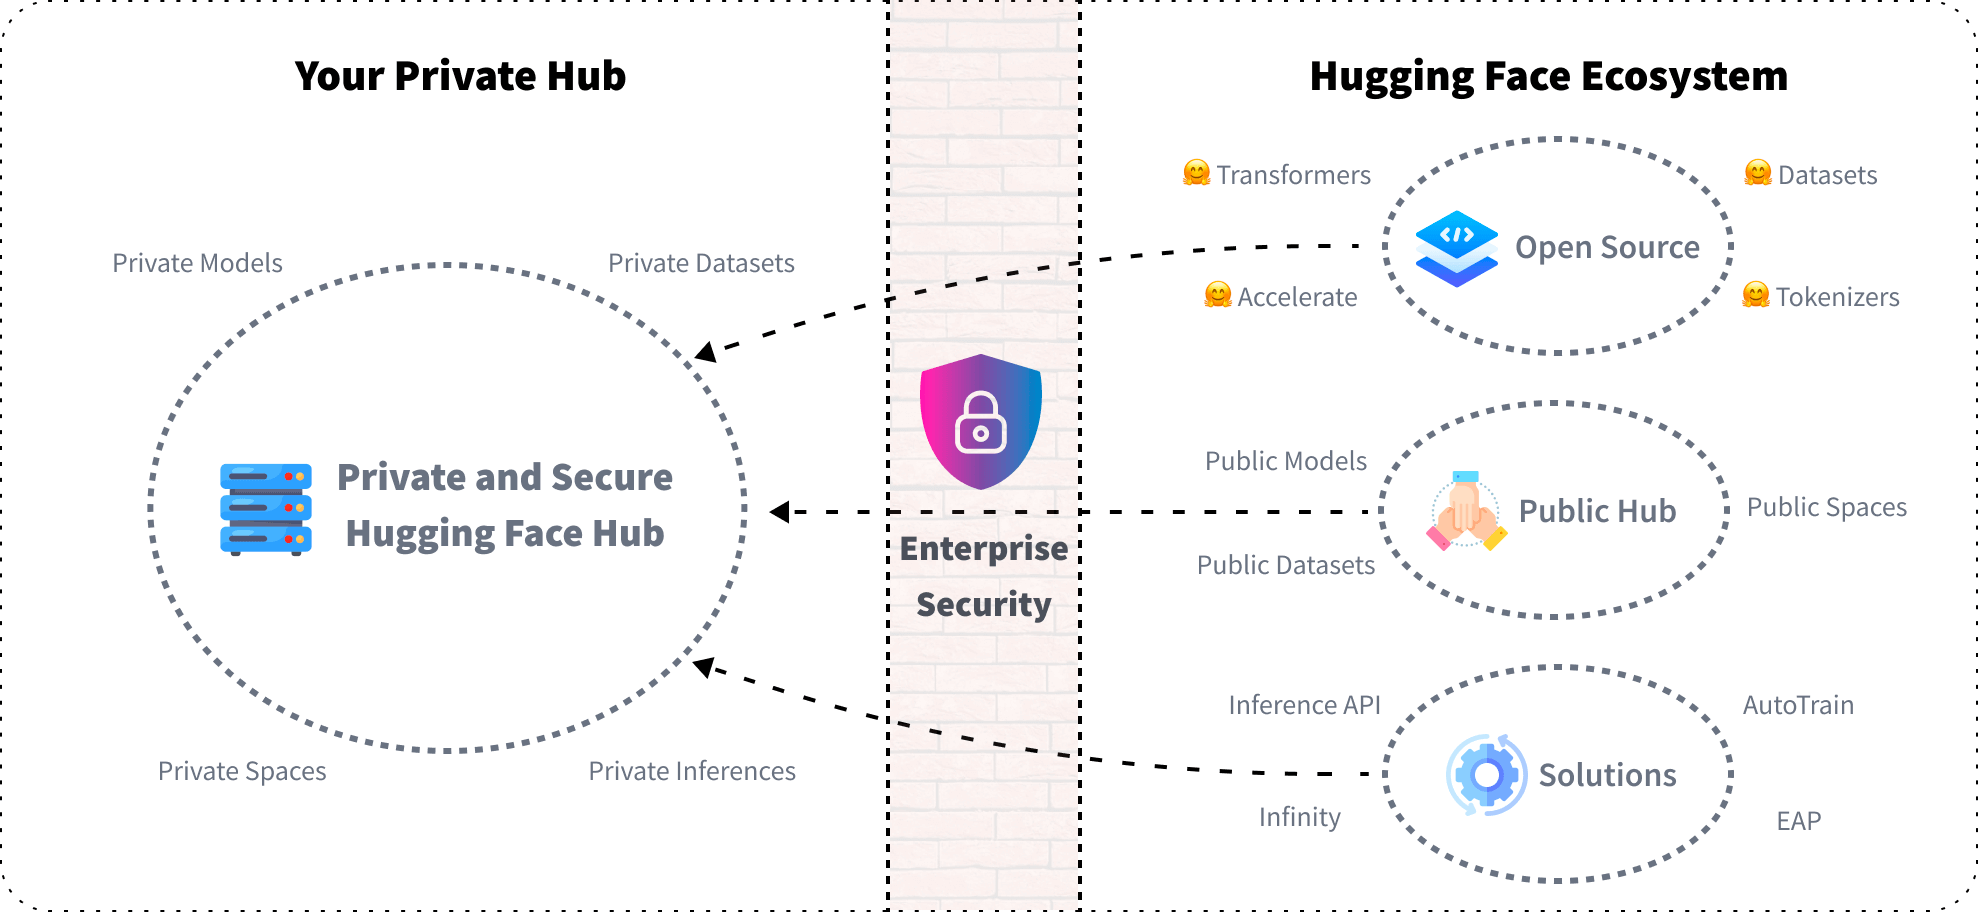 Your Private Hub
Private Models
Private Datasets
Private and Secure
Hugging Face Hub
Private Spaces
Private Inferences
Enterprise
Security
Hugging Face Ecosystem
🤗 Transformers
🤗 Datasets
</> Open Source
🤗 Accelerate
🤗 Tokenizers
Public Models
Public Hub
Public Spaces
Public Datasets
Inference API
AutoTrain
Solutions
Infinity
EAP